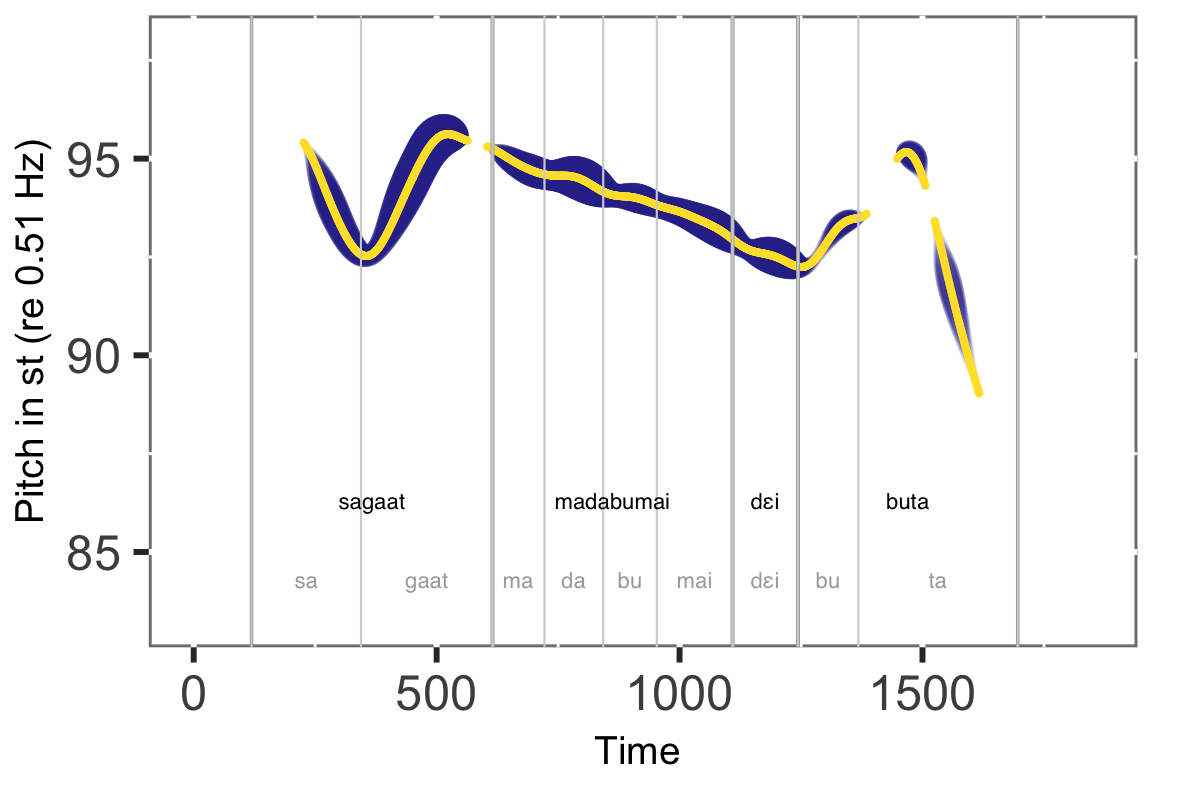 Pitch in st (re 0.51 Hz)
95
90
85
sagaat madabumai dɛi buta
sa gaat ma da bu mai dɛi bu ta
0 500 1000 1500
Time